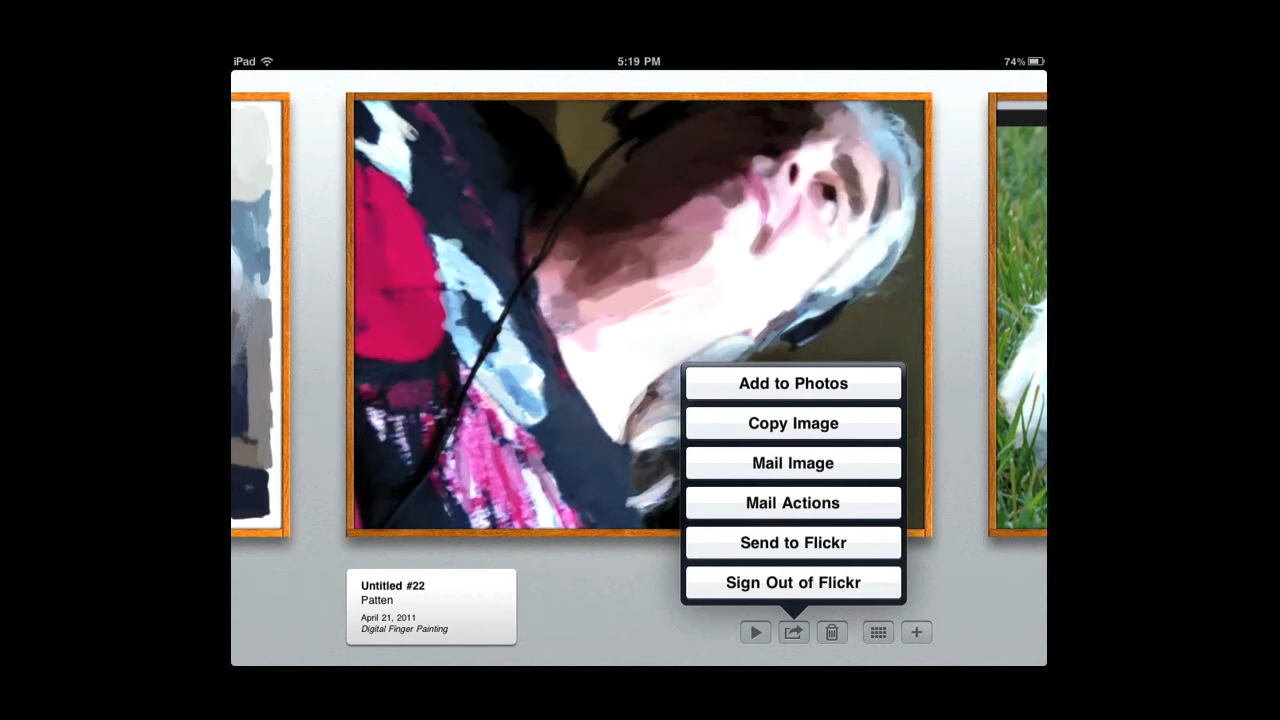 iPad 5:19 PM 74%
Add to Photos
Copy Image
Mail Image
Mail Actions
Send to Flickr
Sign Out of Flickr
Untitled #22
Patten
April 21, 2011
Digital Finger Painting